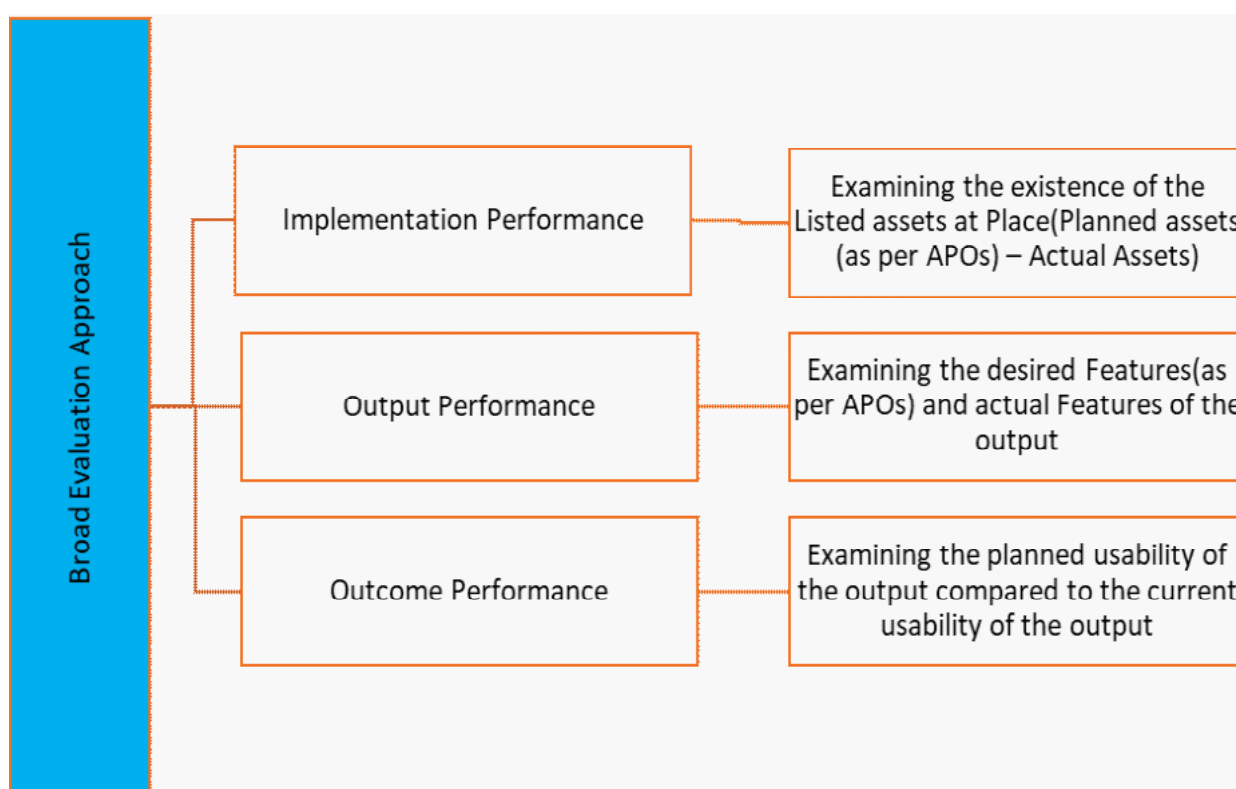 Broad Evaluation Approach
Implementation Performance
Examining the existence of the
Listed assets at Place(Planned assets
(as per APOs) – Actual Assets)
Output Performance
Examining the desired Features(as
per APOs) and actual Features of the
output
Outcome Performance
Examining the planned usability of
the output compared to the current
usability of the output